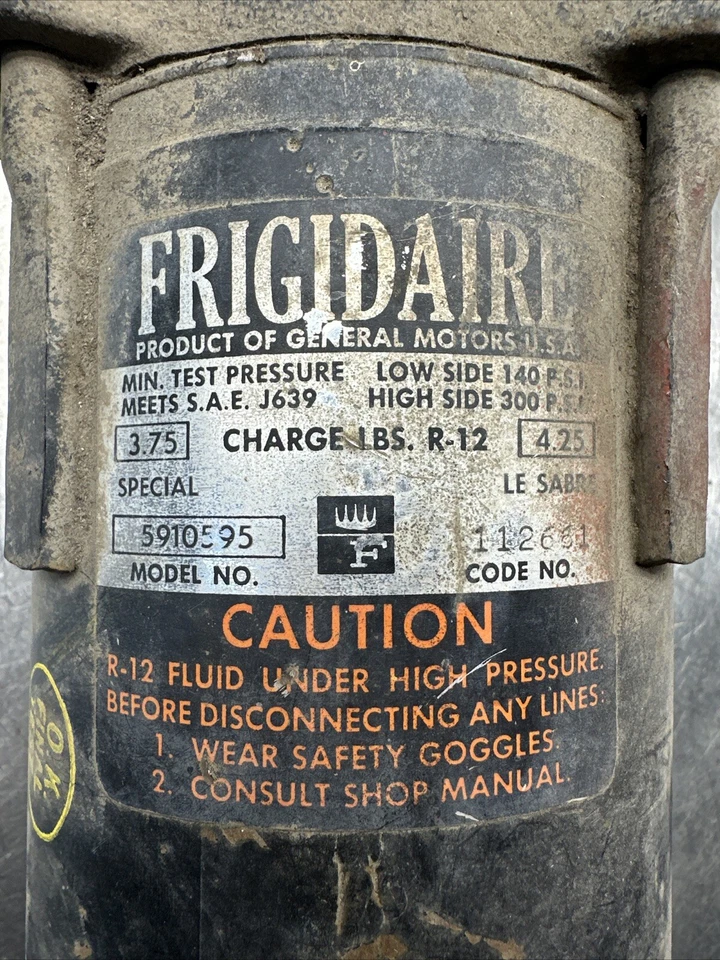 FRIGIDAIRE
PRODUCT OF GENERAL MOTORS U.S.A.
MIN. TEST PRESSURE LOW SIDE 140 P.S.I.
MEETS S.A.E. J639 HIGH SIDE 300 P.S.I.
3.75 CHARGE LBS. R-12 4.25
SPECIAL LE SABRE
5910595
MODEL NO. F CODE NO.
CAUTION
R-12 FLUID UNDER HIGH PRESSURE.
BEFORE DISCONNECTING ANY LINES:
1. WEAR SAFETY GOGGLES.
2. CONSULT SHOP MANUAL.
O K